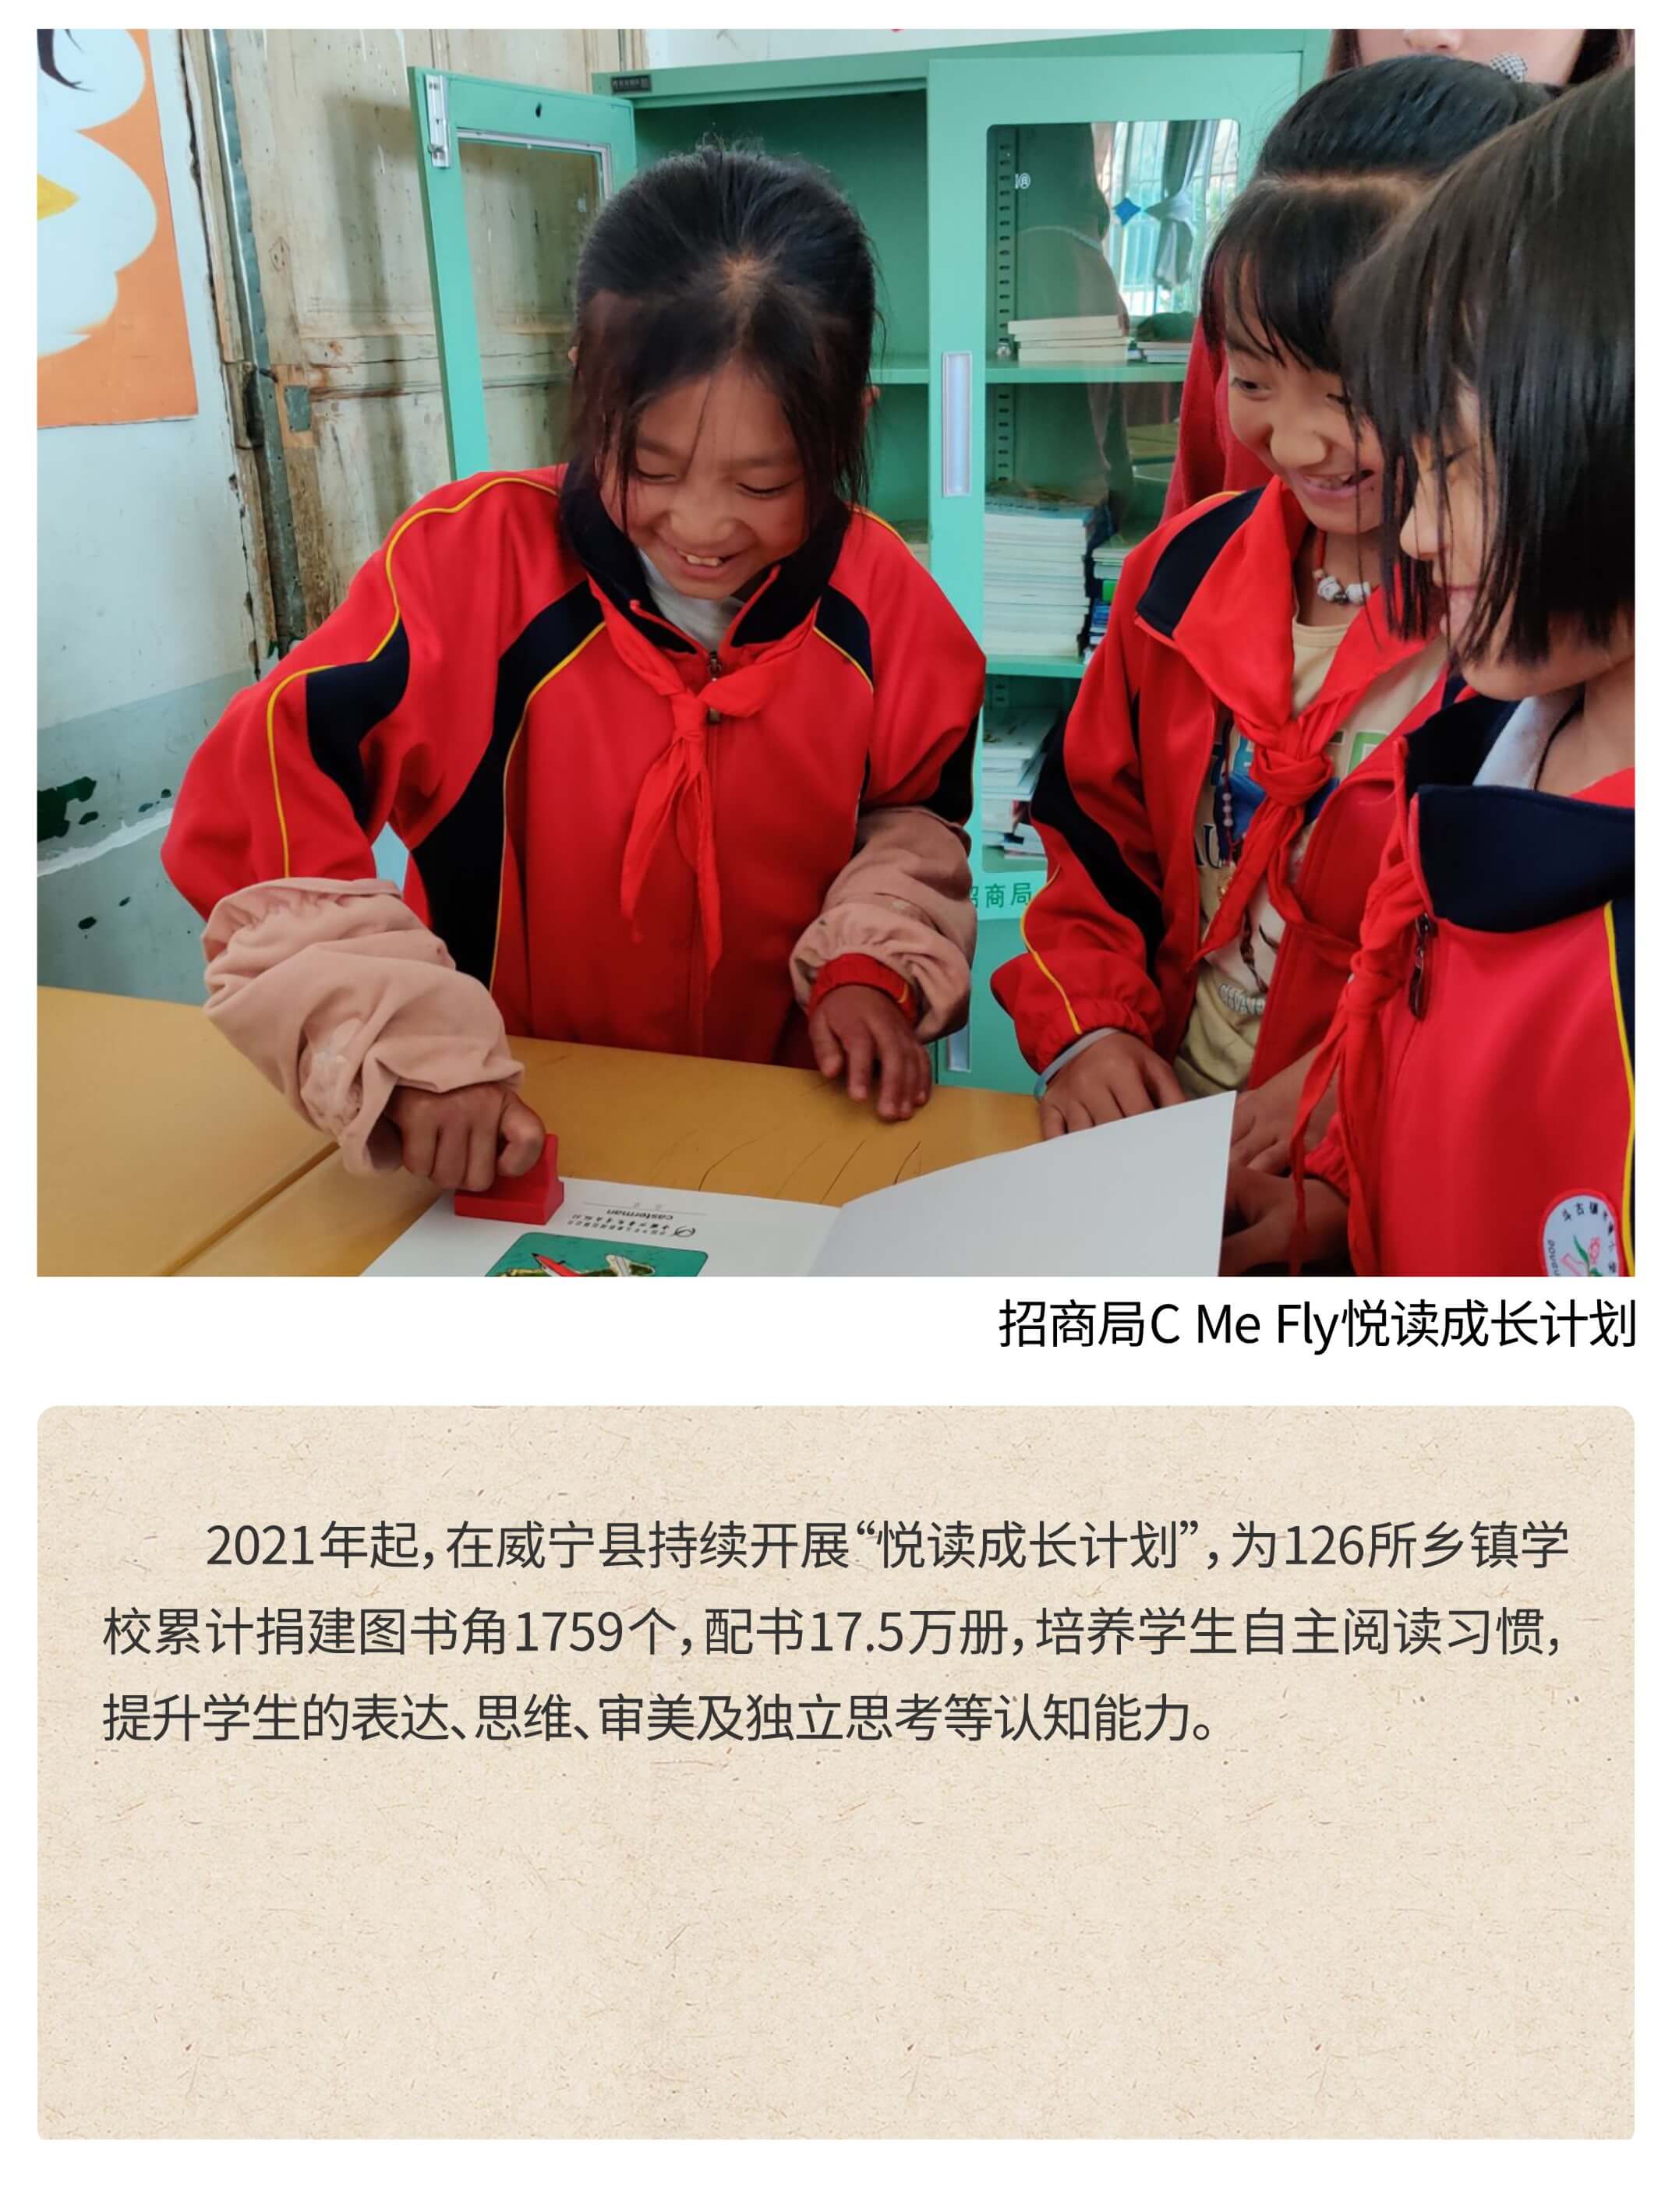 招商局
casterman
招商局C Me Fly悦读成长计划
2021年起，在威宁县持续开展“悦读成长计划”，为126所乡镇学
校累计捐建图书角1759个，配书17.5万册，培养学生自主阅读习惯，
提升学生的表达、思维、审美及独立思考等认知能力。